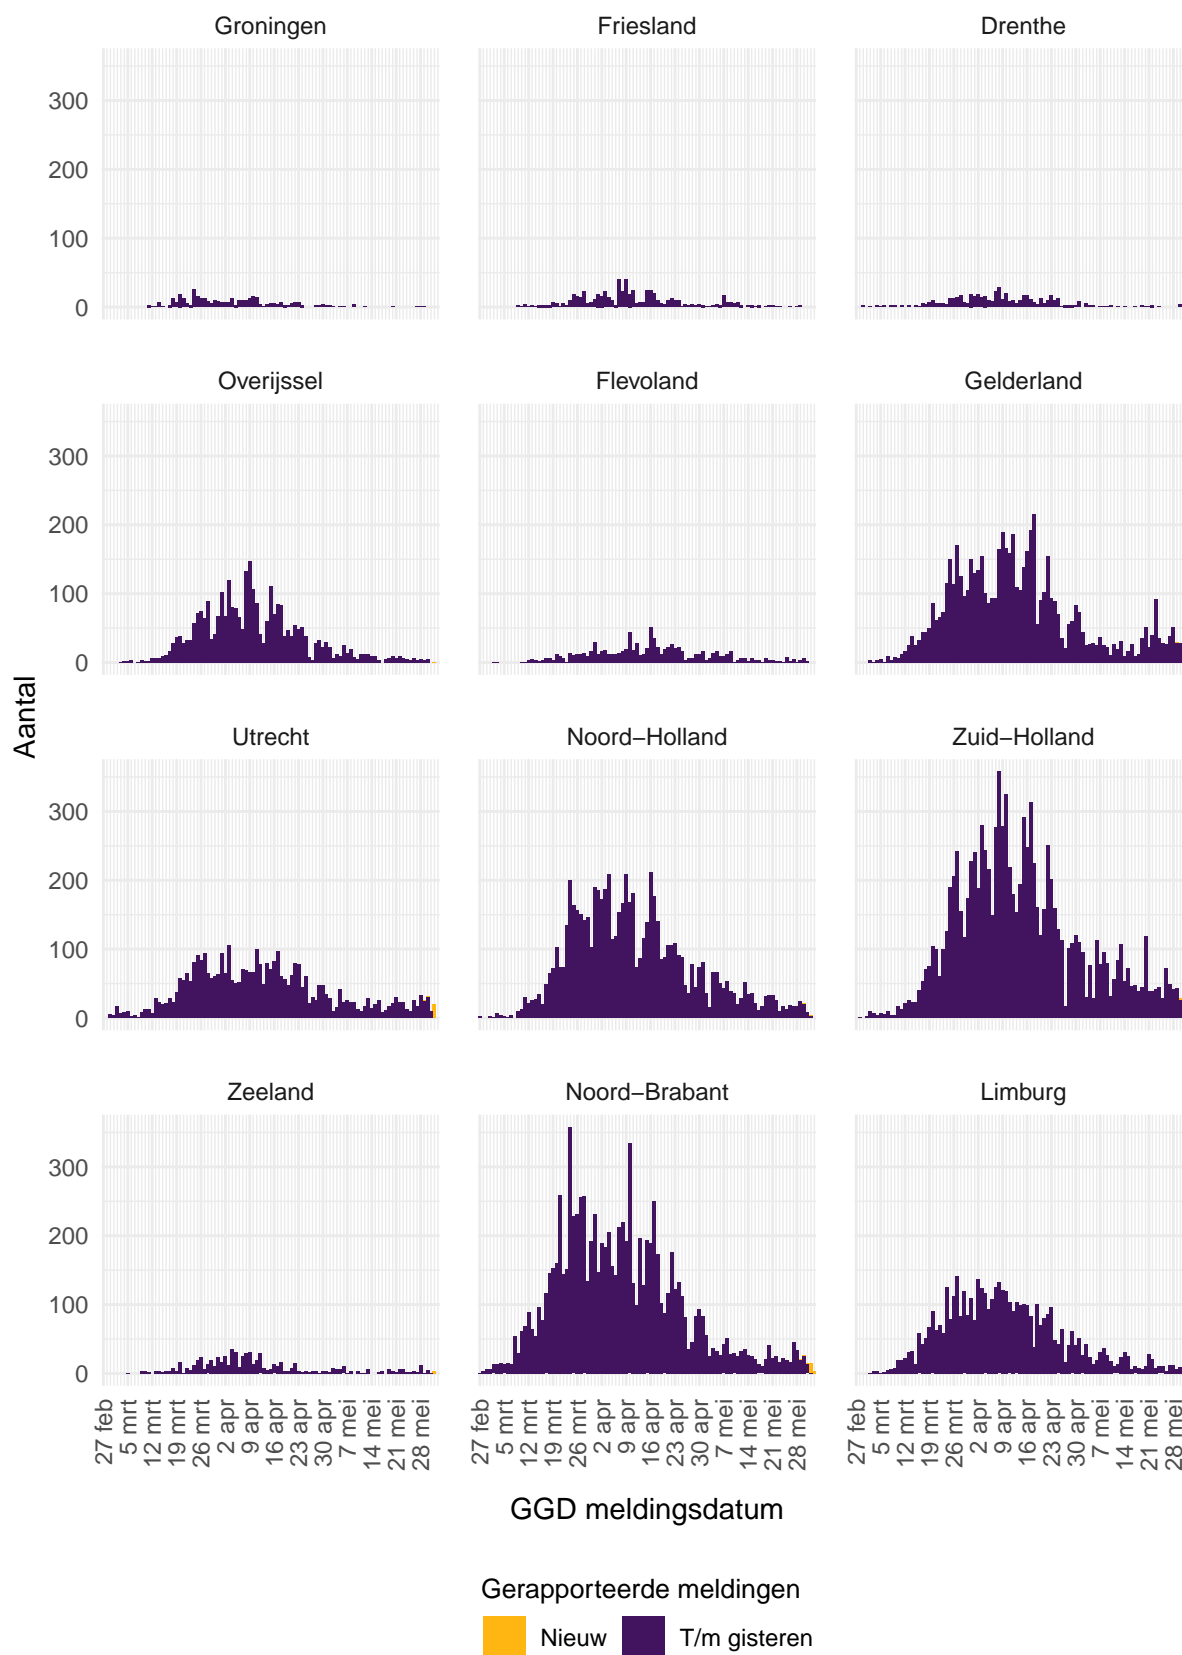 Groningen Friesland Drenthe
300
200
100
0
Overijssel Flevoland Gelderland
300
200
100
0
Aantal
Utrecht Noord−Holland Zuid−Holland
300
200
100
0
Zeeland Noord−Brabant Limburg
300
200
100
0
27 feb 5 mrt 12 mrt 19 mrt 26 mrt 2 apr 9 apr 16 apr 23 apr 30 apr 7 mei 14 mei 21 mei 28 mei
27 feb 5 mrt 12 mrt 19 mrt 26 mrt 2 apr 9 apr 16 apr 23 apr 30 apr 7 mei 14 mei 21 mei 28 mei
27 feb 5 mrt 12 mrt 19 mrt 26 mrt 2 apr 9 apr 16 apr 23 apr 30 apr 7 mei 14 mei 21 mei 28 mei
GGD meldingsdatum
Gerapporteerde meldingen
Nieuw T/m gisteren